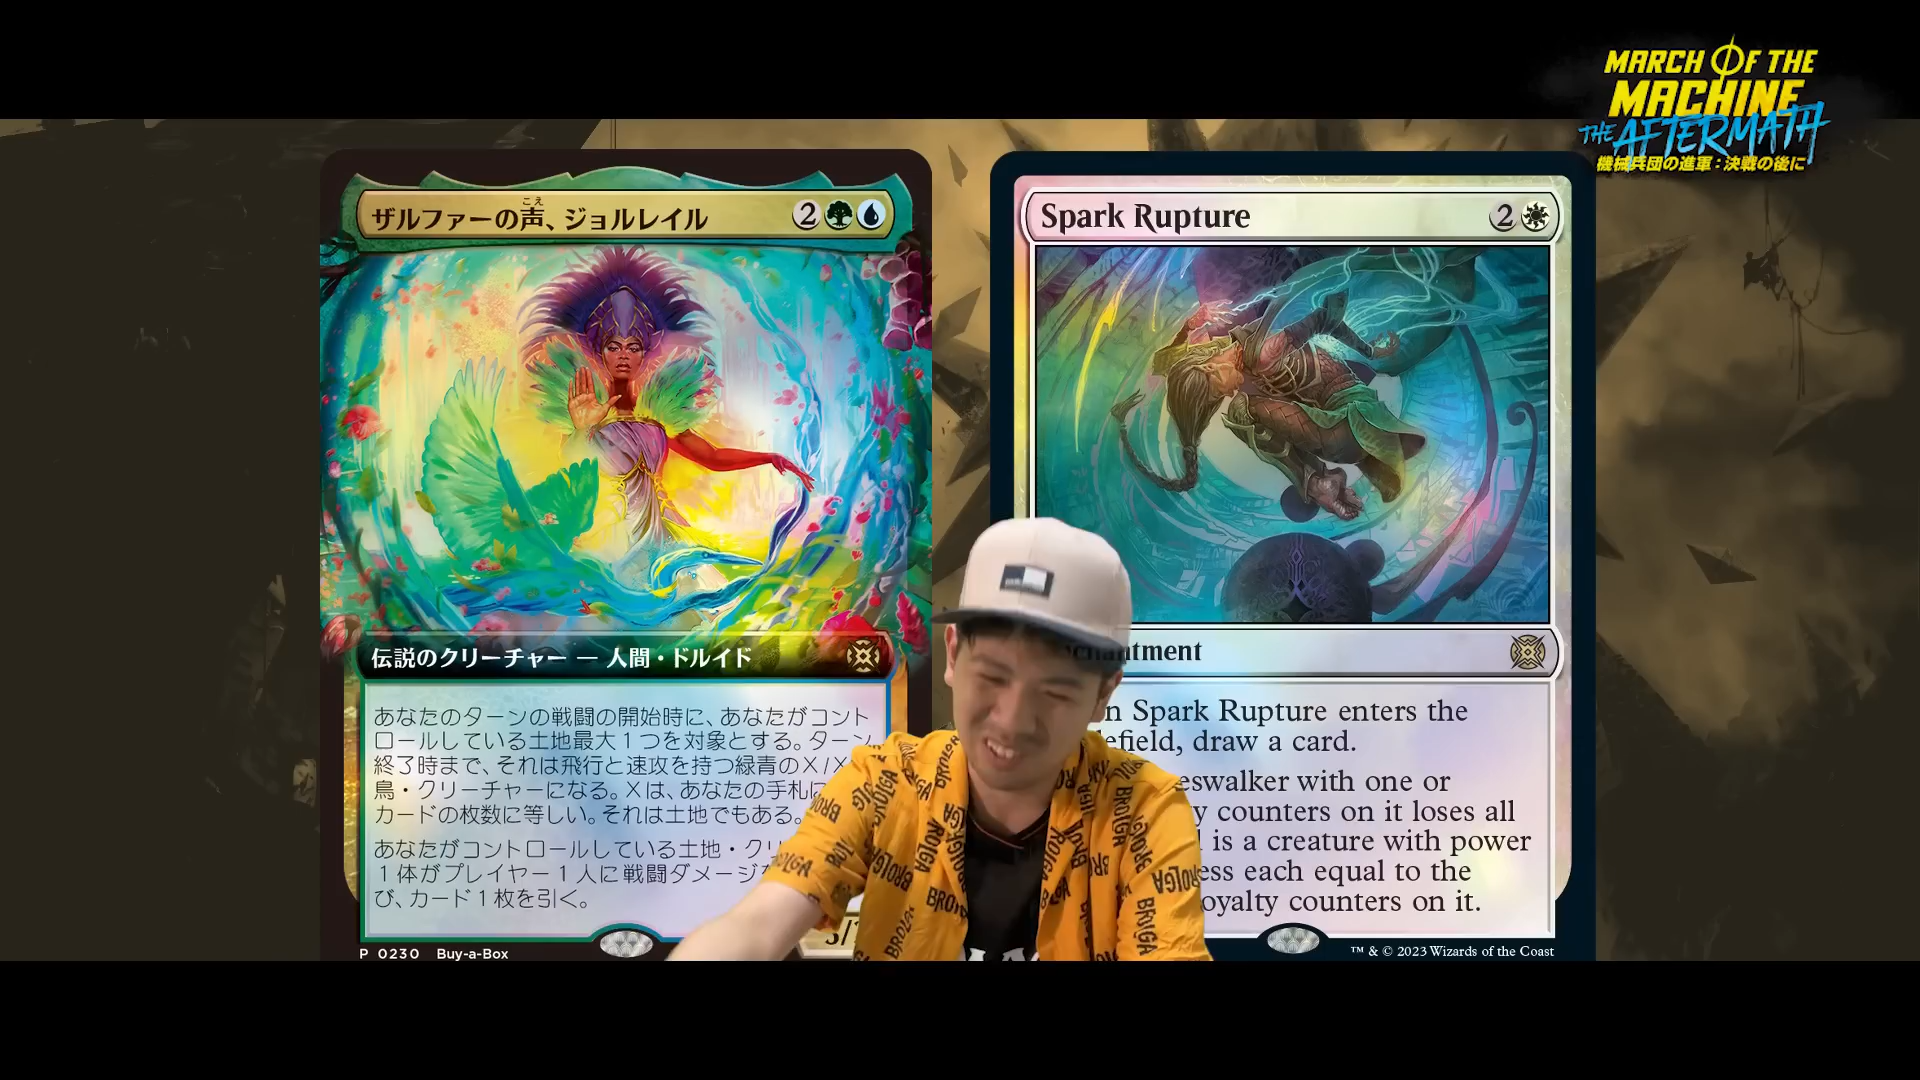 MARCH OF THE
MACHINE
THE AFTERMATH
機械兵団の進軍：決戦の後に
ザルファーの声、ジョルレイル
こえ
2
伝説のクリーチャー — 人間・ドルイド
あなたのターンの戦闘の開始時に、あなたがコント
ロールしている土地最大１つを対象とする。ターン
終了時まで、それは飛行と速攻を持つ緑青のＸ/Ｘ
鳥・クリーチャーになる。Ｘは、あなたの手札に
カードの枚数に等しい。それは土地でもある。
あなたがコントロールしている土地・クリ
１体がプレイヤー１人に戦闘ダメージを
び、カード１枚を引く。
P 0230 Buy-a-Box
Spark Rupture
2
Spark Rupture enters the
draw a card.
with one or
counters on it loses all
is a creature with power
each equal to the
loyalty counters on it.
™ & © 2023 Wizards of the Coast
BROIGA